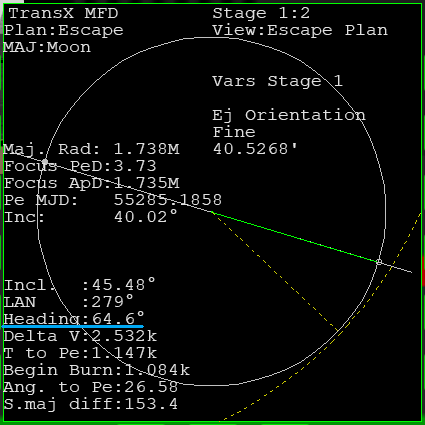 TransX MFD
Stage 1:2
Plan:Escape
View:Escape Plan
MAJ:Moon
Vars Stage 1
Ej Orientation
Fine
40.5268'
Maj. Rad: 1.738M
Focus PeD:3.73
Focus ApD:1.735M
Pe MJD: 55285.1858
Inc: 40.02°
Incl. :45.48°
LAN :279°
Heading:64.6°
Delta V:2.532k
T to Pe:1.147k
Begin Burn:1.084k
Ang. to Pe:26.58
S.maj diff:153.4